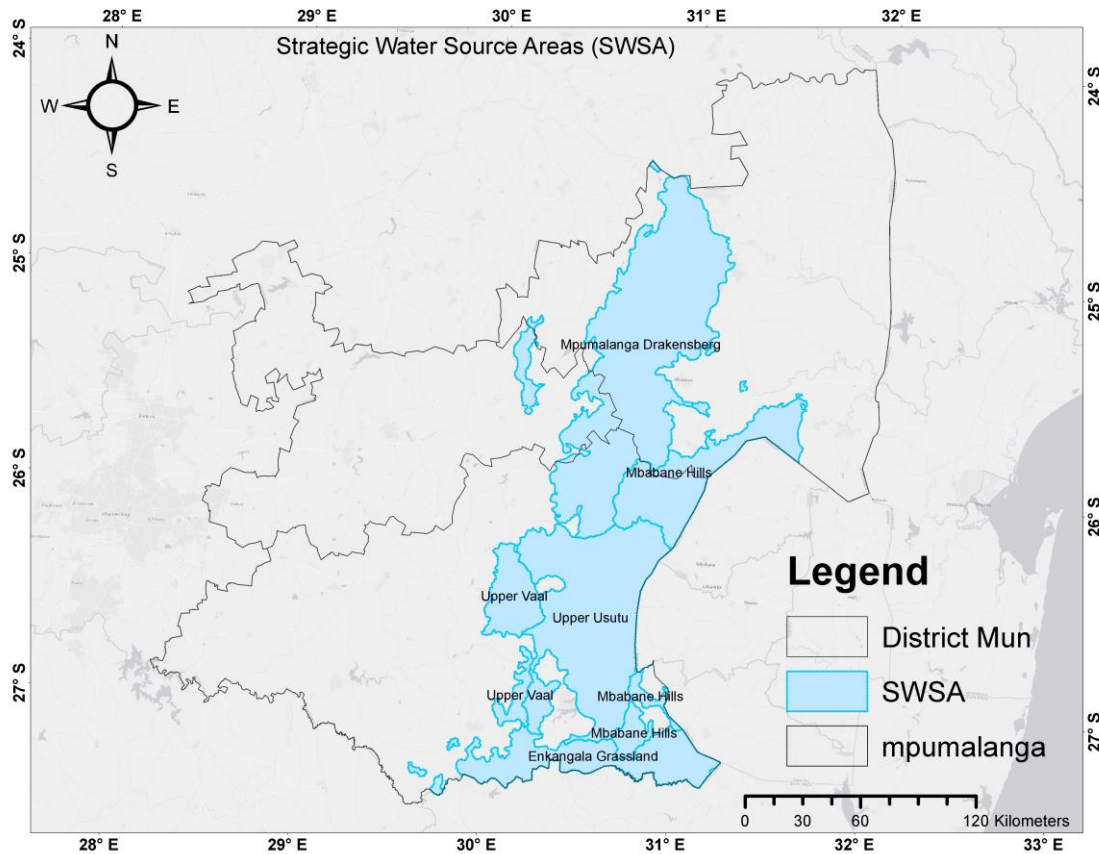 28° E 29° E 30° E 31° E 32° E
Strategic Water Source Areas (SWSA)
24° S
24° S
N
W E
S
25° S
25° S
Mpumalanga Drakensberg
26° S
Mbabane Hills
26° S
Legend
Upper Vaal
Upper Usutu
District Mun
27° S
SWSA
Upper Vaal
Mbabane Hills
Mbabane Hills
27° S
mpumalanga
Enkangala Grassland
0 30 60 120 Kilometers
28° E 29° E 30° E 31° E 32° E 33° E